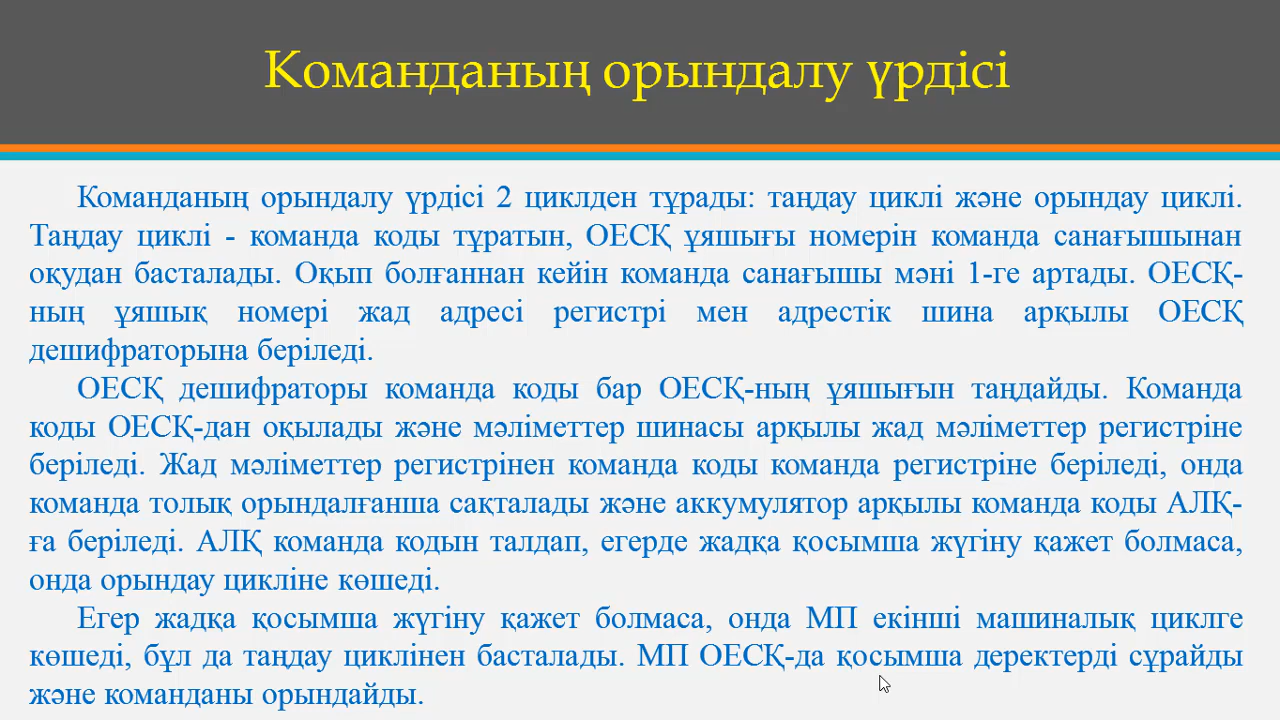 Команданың орындалу үрдісі
Команданың орындалу үрдісі 2 циклден тұрады: таңдау циклі және орындау циклі.
Таңдау циклі - команда коды тұратын, ОЕСҚ ұяшығы номерін команда санағышынан
оқудан басталады. Оқып болғаннан кейін команда санағышы мәні 1-ге артады. ОЕСҚ-
ның ұяшық номері жад адресі регистрі мен адрестік шина арқылы ОЕСҚ
дешифраторына беріледі.
ОЕСҚ дешифраторы команда коды бар ОЕСҚ-ның ұяшығын таңдайды. Команда
коды ОЕСҚ-дан оқылады және мәліметтер шинасы арқылы жад мәліметтер регистріне
беріледі. Жад мәліметтер регистрінен команда коды команда регистріне беріледі, онда
команда толық орындалғанша сақталады және аккумулятор арқылы команда коды АЛҚ-
ға беріледі. АЛҚ команда кодын талдап, егерде жадқа қосымша жүгіну қажет болмаса,
онда орындау цикліне көшеді.
Егер жадқа қосымша жүгіну қажет болмаса, онда МП екінші машиналық циклге
көшеді, бұл да таңдау циклінен басталады. МП ОЕСҚ-да қосымша деректерді сұрайды
және команданы орындайды.